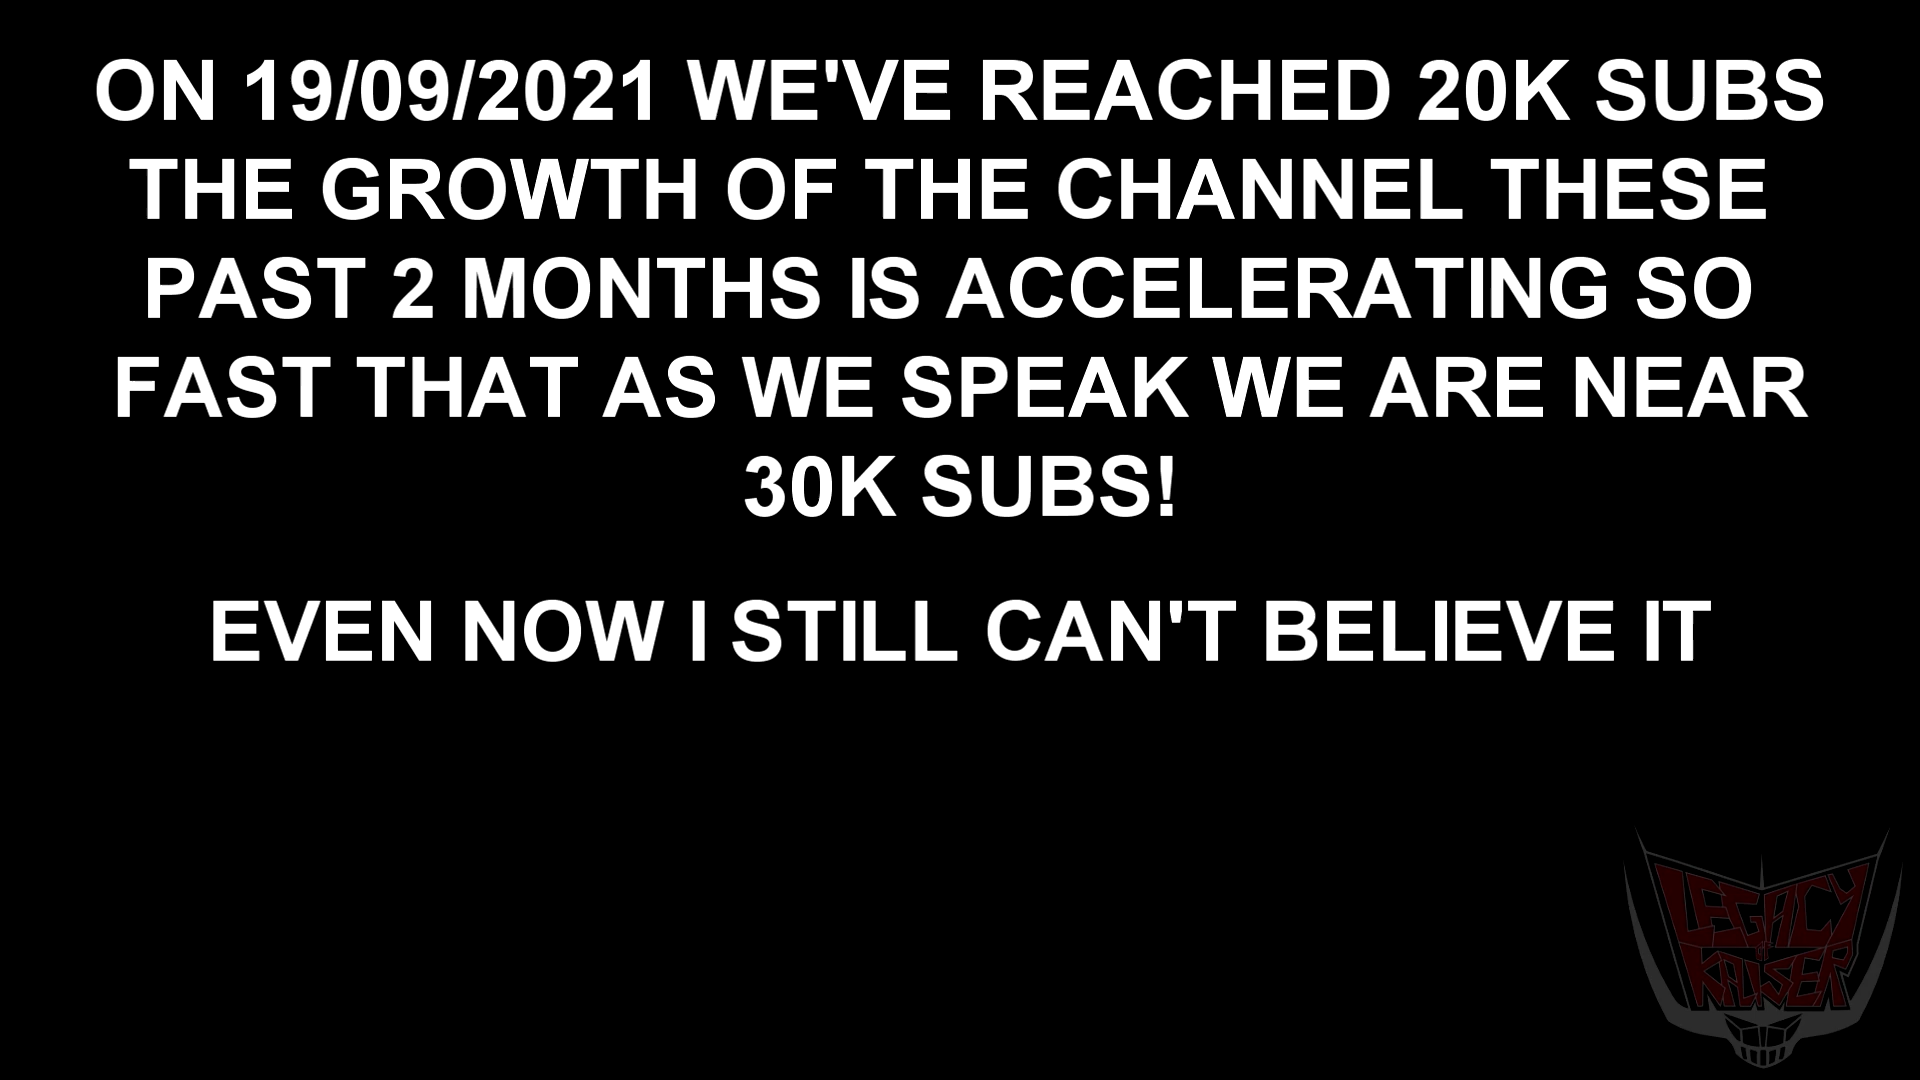 ON 19/09/2021 WE'VE REACHED 20K SUBS
THE GROWTH OF THE CHANNEL THESE
PAST 2 MONTHS IS ACCELERATING SO
FAST THAT AS WE SPEAK WE ARE NEAR
30K SUBS!
EVEN NOW I STILL CAN'T BELIEVE IT
LEGACY
OF
KAISER